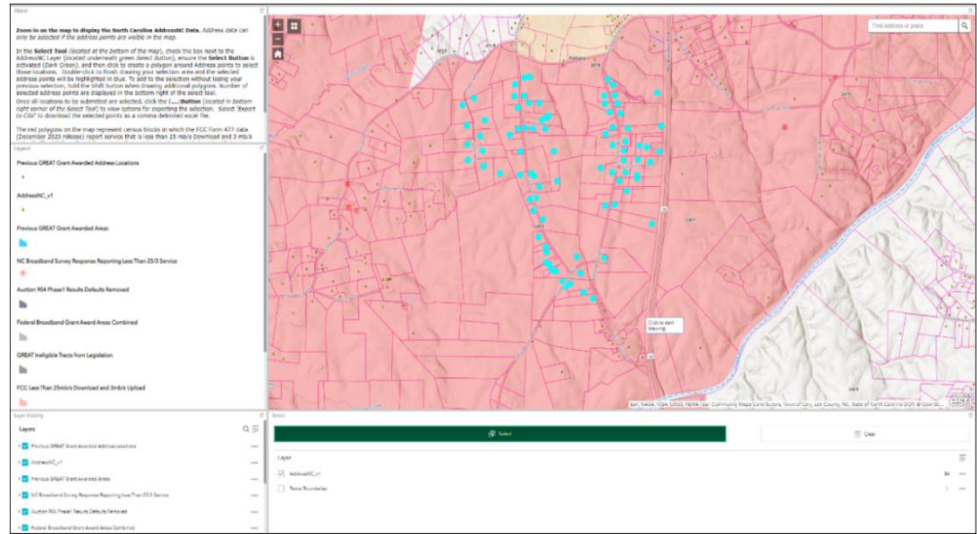 About
Zoom in on the map to display the North Carolina AddressNC Data. Address data can
only be selected if the address points are visible in the map.
In the Select Tool (located at the bottom of the map), check the box next to the
AddressNC Layer (located underneath green Select Button), ensure the Select Button is
activated (Dark Green), and then click to create a polygon around Address points to select
those locations. Double-click to finish drawing your selection area and the selected
address points will be highlighted in blue. To add to the selection without losing your
previous selection, hold the Shift button when drawing additional polygons. Number of
selected address points are displayed in the bottom right of the select tool.
Once all locations to be submitted are selected, click the (....)Button (located in bottom
right corner of the Select Tool) to view actions for exporting the selection. Select 'Export
to CSV' to download the selected points as a comma delimited excel file.
The red polygons on the map represent census blocks in which the FCC Form 477 data
(December 2020 release) report service that is less than 25 mb/s Download and 3 mb/s
Legend
Previous GREAT Grant Awarded Address Locations
AddressNC_v1
Previous GREAT Grant Awarded Areas
NC Broadband Survey Response Reporting Less Than 25/3 Service
Auction 904 Phase1 Results Defaults Removed
Federal Broadband Grant Award Areas Combined
GREAT Ineligible Tracts from Legislation
FCC Less Than 25mb/s Download and 3mb/s Upload
Layers
Previous GREAT Grant Awarded Address Locations
AddressNC_v1
Previous GREAT Grant Awarded Areas
NC Broadband Survey Response Reporting Less Than 25/3 Service
Auction 904 Phase1 Results Defaults Removed
Federal Broadband Grant Award Areas Combined
Find address or place
Click to start
drawing
esri
Select
Select
Clear
Layer
AddressNC_v1
84
Parcel Boundaries